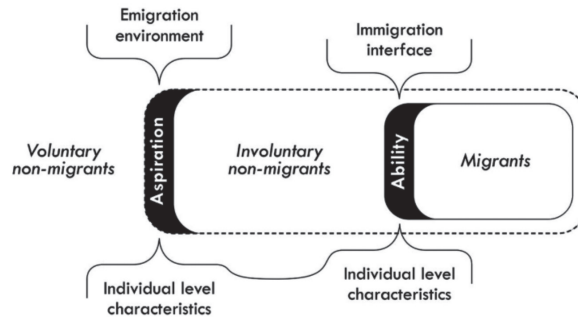 Emigration
environment
Immigration
interface
Voluntary
non-migrants
Aspiration
Involuntary
non-migrants
Ability
Migrants
Individual level
characteristics
Individual level
characteristics